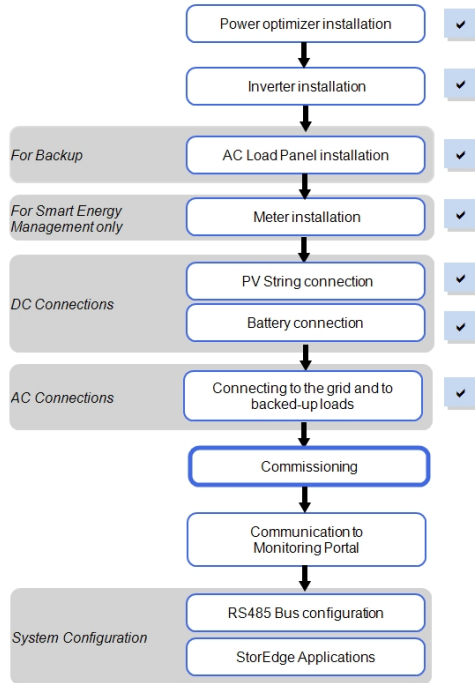 Power optimizer installation
Inverter installation
For Backup
AC Load Panel installation
For Smart Energy
Management only
Meter installation
DC Connections
PV String connection
Battery connection
AC Connections
Connecting to the grid and to
backed-up loads
Commissioning
Communication to
Monitoring Portal
System Configuration
RS485 Bus configuration
StorEdge Applications